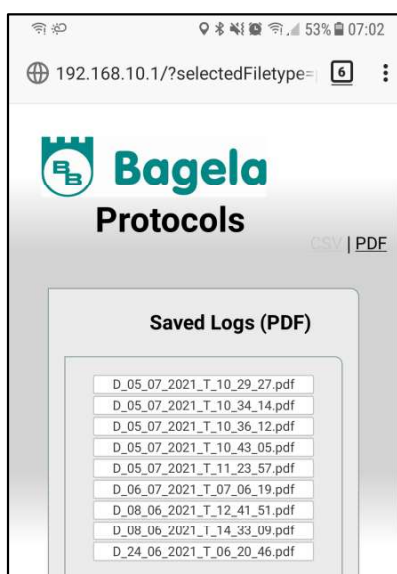 53% 07:02
192.168.10.1/?selectedFiletype= 6
BB Bagela
Protocols
CSV | PDF
Saved Logs (PDF)
D_05_07_2021_T_10_29_27.pdf
D_05_07_2021_T_10_34_14.pdf
D_05_07_2021_T_10_36_12.pdf
D_05_07_2021_T_10_43_05.pdf
D_05_07_2021_T_11_23_57.pdf
D_06_07_2021_T_07_06_19.pdf
D_08_06_2021_T_12_41_51.pdf
D_08_06_2021_T_14_33_09.pdf
D_24_06_2021_T_06_20_46.pdf